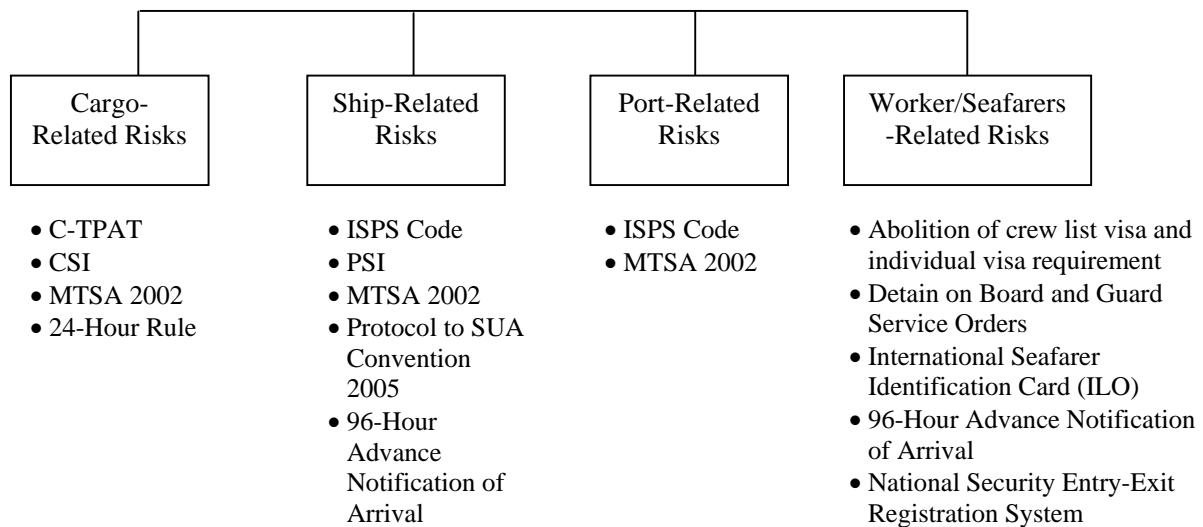 Cargo-
Related Risks
Ship-Related
Risks
Port-Related
Risks
Worker/Seafarers
-Related Risks
• C-TPAT
• CSI
• MTSA 2002
• 24-Hour Rule
• ISPS Code
• PSI
• MTSA 2002
• Protocol to SUA
Convention
2005
• 96-Hour
Advance
Notification of
Arrival
• ISPS Code
• MTSA 2002
• Abolition of crew list visa and
individual visa requirement
• Detain on Board and Guard
Service Orders
• International Seafarer
Identification Card (ILO)
• 96-Hour Advance Notification
of Arrival
• National Security Entry-Exit
Registration System